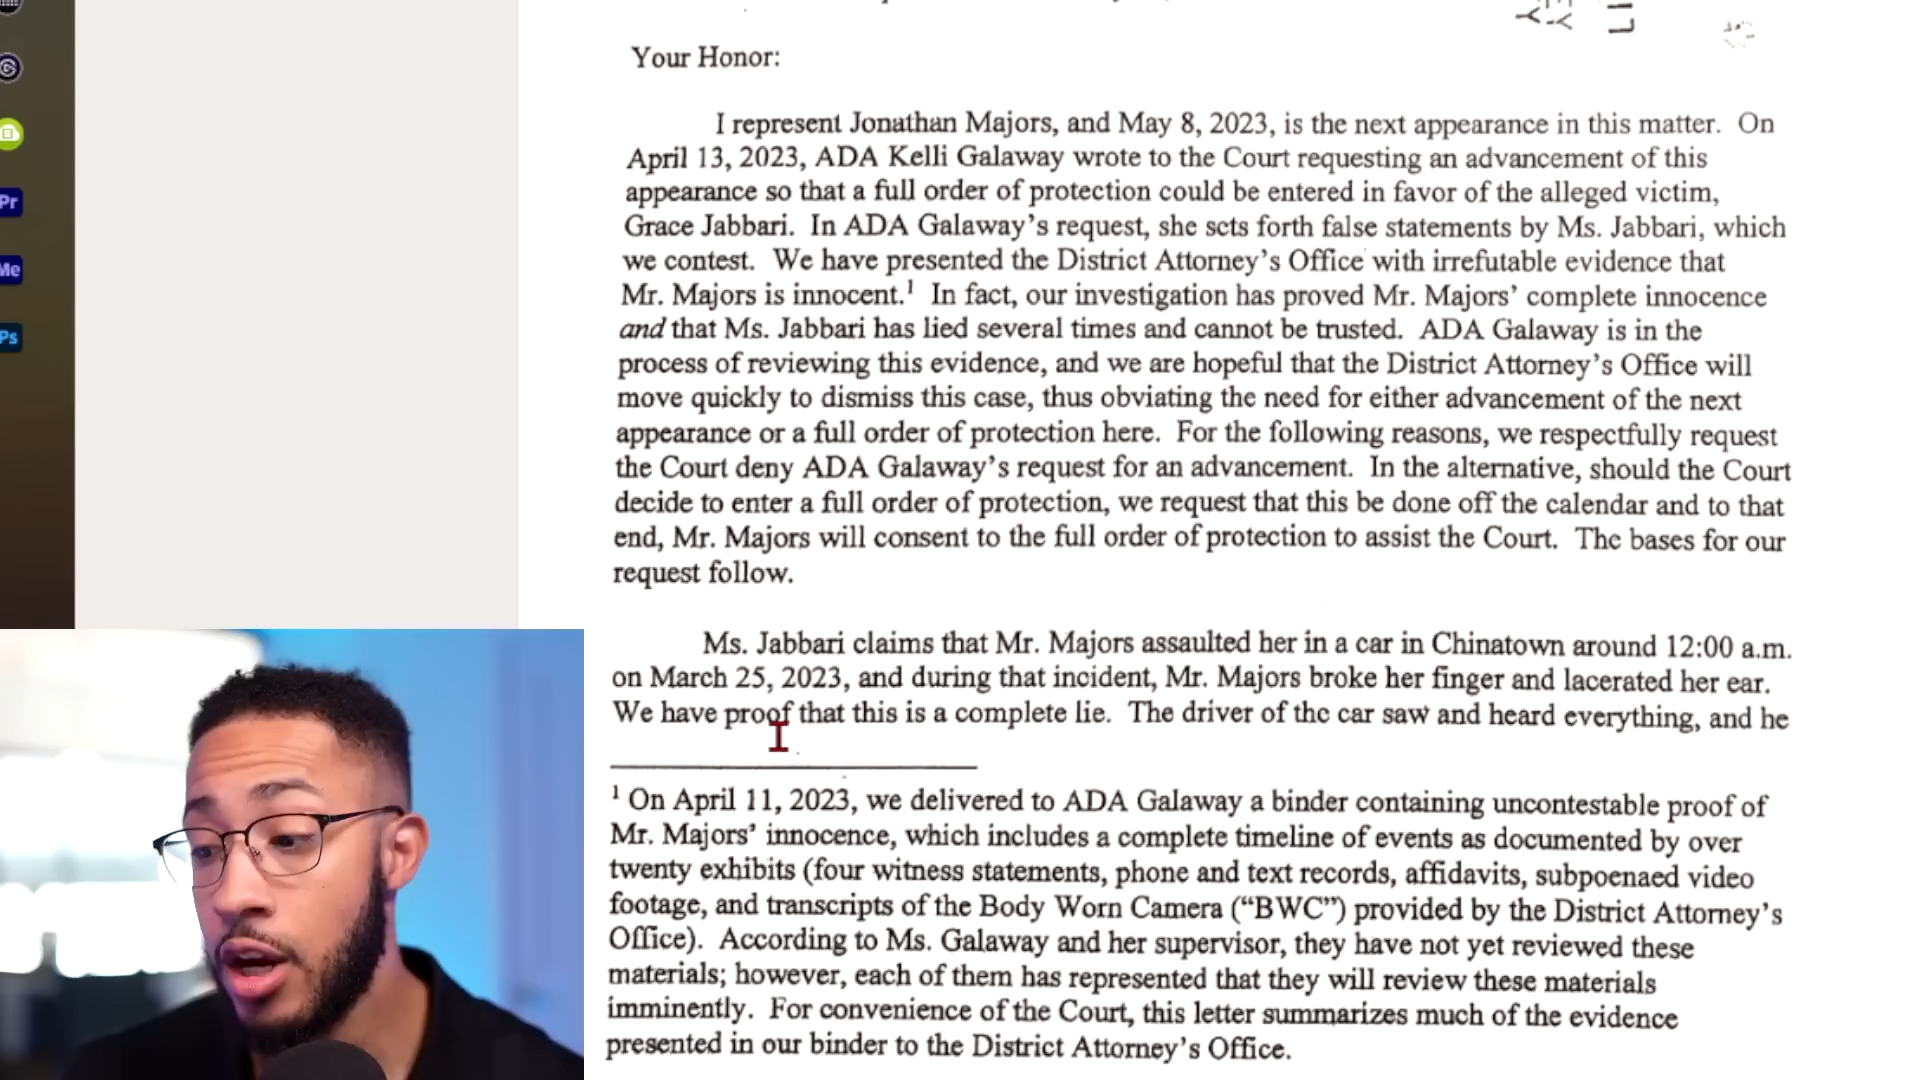 Your Honor:
I represent Jonathan Majors, and May 8, 2023, is the next appearance in this matter. On
April 13, 2023, ADA Kelli Galaway wrote to the Court requesting an advancement of this
appearance so that a full order of protection could be entered in favor of the alleged victim,
Grace Jabbari. In ADA Galaway's request, she sets forth false statements by Ms. Jabbari, which
we contest. We have presented the District Attorney's Office with irrefutable evidence that
Mr. Majors is innocent.¹ In fact, our investigation has proved Mr. Majors' complete innocence
and that Ms. Jabbari has lied several times and cannot be trusted. ADA Galaway is in the
process of reviewing this evidence, and we are hopeful that the District Attorney's Office will
move quickly to dismiss this case, thus obviating the need for either advancement of the next
appearance or a full order of protection here. For the following reasons, we respectfully request
the Court deny ADA Galaway's request for an advancement. In the alternative, should the Court
decide to enter a full order of protection, we request that this be done off the calendar and to that
end, Mr. Majors will consent to the full order of protection to assist the Court. The bases for our
request follow.
Ms. Jabbari claims that Mr. Majors assaulted her in a car in Chinatown around 12:00 a.m.
on March 25, 2023, and during that incident, Mr. Majors broke her finger and lacerated her ear.
We have proof that this is a complete lie. The driver of the car saw and heard everything, and he
¹ On April 11, 2023, we delivered to ADA Galaway a binder containing uncontestable proof of
Mr. Majors' innocence, which includes a complete timeline of events as documented by over
twenty exhibits (four witness statements, phone and text records, affidavits, subpoenaed video
footage, and transcripts of the Body Worn Camera ("BWC") provided by the District Attorney's
Office). According to Ms. Galaway and her supervisor, they have not yet reviewed these
materials; however, each of them has represented that they will review these materials
imminently. For convenience of the Court, this letter summarizes much of the evidence
presented in our binder to the District Attorney's Office.
Pr
Me
Ps